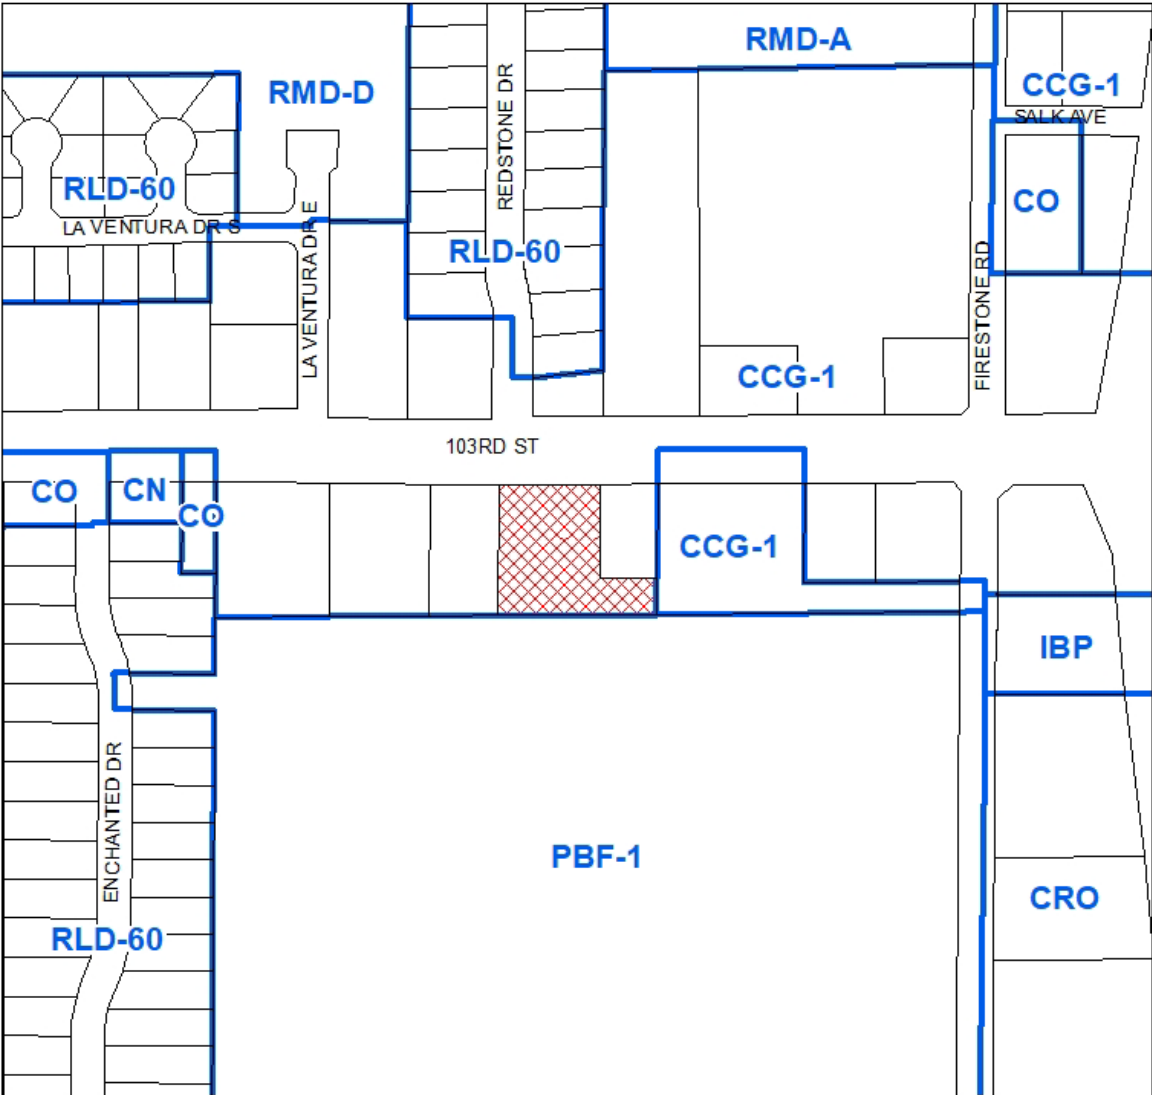 RMD-A
RMD-D
CCG-1
REDSTONE DR
SALK AVE
RLD-60
CO
LA VENTURA DR S
LA VENTURA DR E
RLD-60
FIRESTONE RD
CCG-1
103RD ST
CO
CN
CO
CCG-1
IBP
ENCHANTED DR
PBF-1
CRO
RLD-60